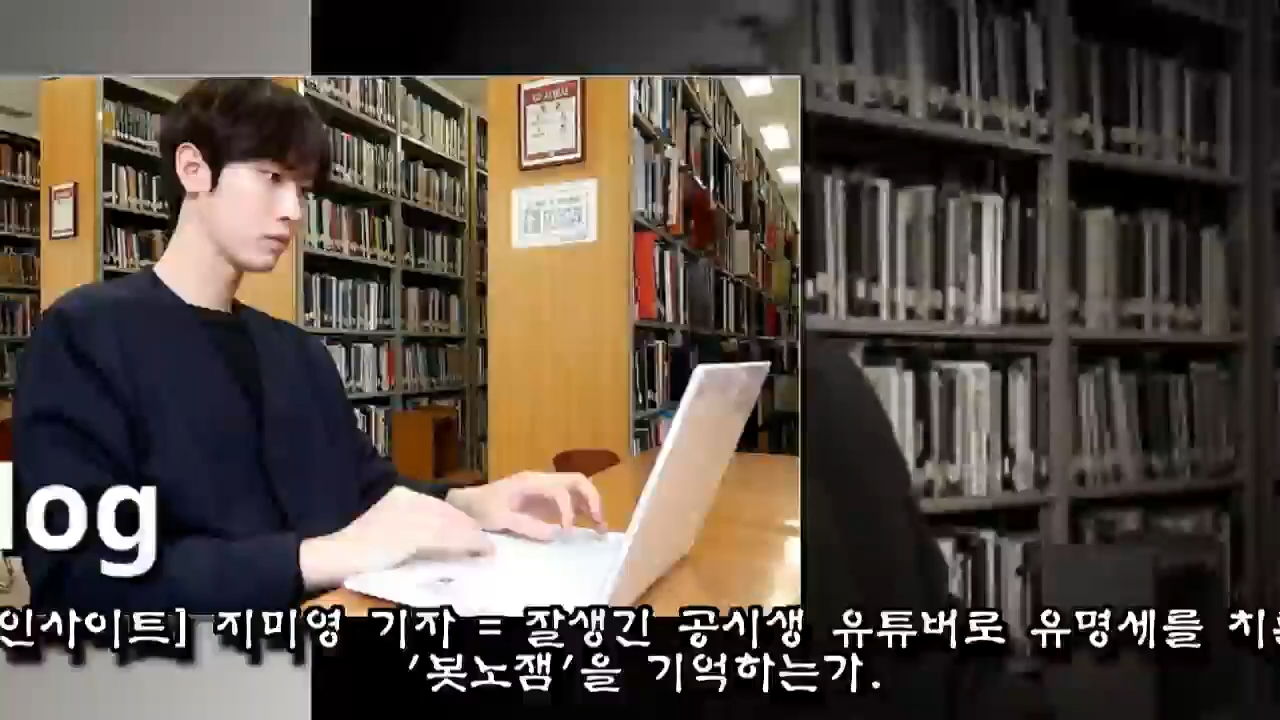 log
인사이트] 지미영 기자 = 잘생긴 공시생 유튜버로 유명세를 치
'봇노잼'을 기억하는가.